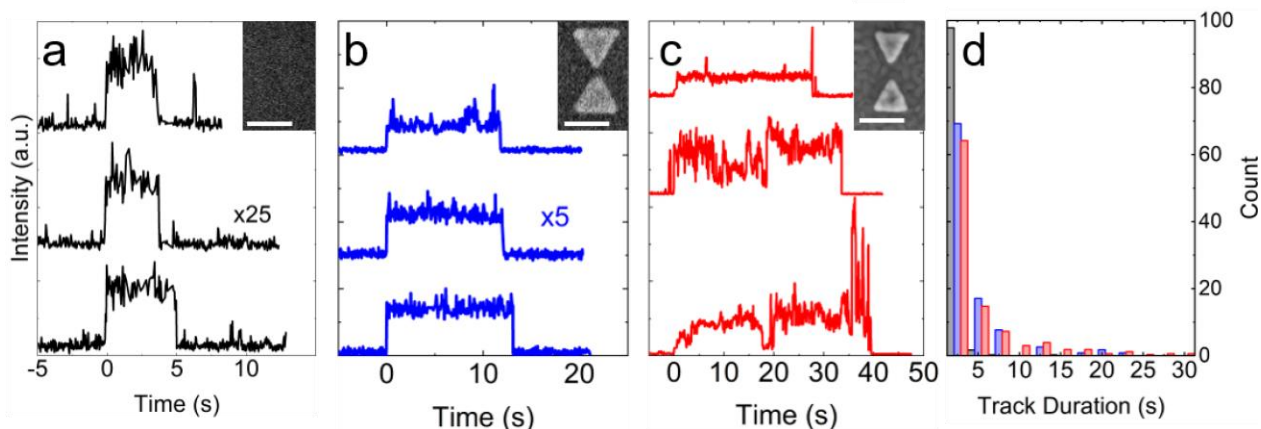 a
b
c
d
x25
x5
Intensity (a.u.)
-5 0 5 10
Time (s)
0 10 20
Time (s)
0 10 20 30 40 50
Time (s)
100
80
60
40
20
0
Count
5 10 15 20 25 30
Track Duration (s)